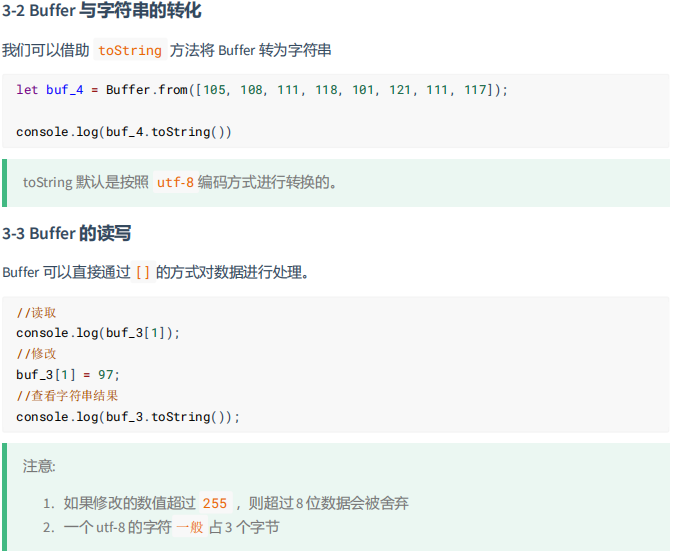 3-2 Buffer 与字符串的转化
我们可以借助 toString 方法将 Buffer 转为字符串
let buf_4 = Buffer.from([105, 108, 111, 118, 101, 121, 111, 117]);
console.log(buf_4.toString())
toString 默认是按照 utf-8 编码方式进行转换的。
3-3 Buffer 的读写
Buffer 可以直接通过 [] 的方式对数据进行处理。
//读取
console.log(buf_3[1]);
//修改
buf_3[1] = 97;
//查看字符串结果
console.log(buf_3.toString());
注意:
1. 如果修改的数值超过 255 ，则超过 8 位数据会被舍弃
2. 一个 utf-8 的字符 一般 占 3 个字节